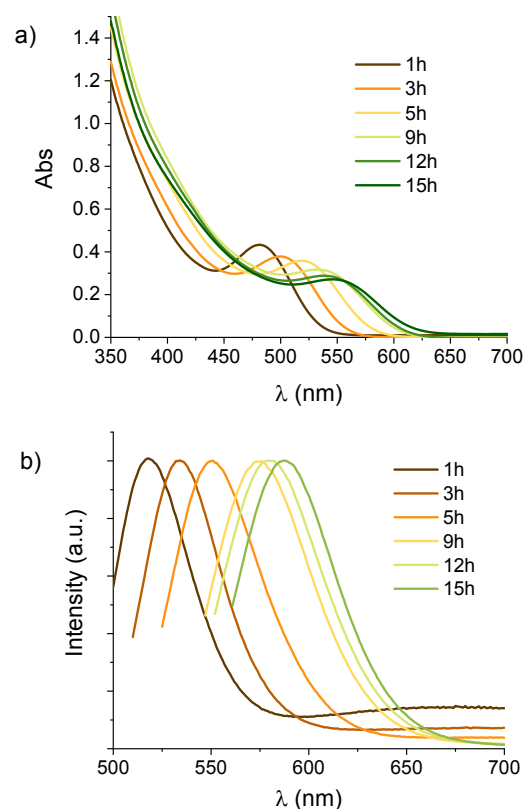 a)
1.4
1.2
1.0
0.8
0.6
0.4
0.2
0.0
Abs
1h
3h
5h
9h
12h
15h
350 400 450 500 550 600 650 700
λ (nm)
b)
Intensity (a.u.)
1h
3h
5h
9h
12h
15h
500 550 600 650 700
λ (nm)